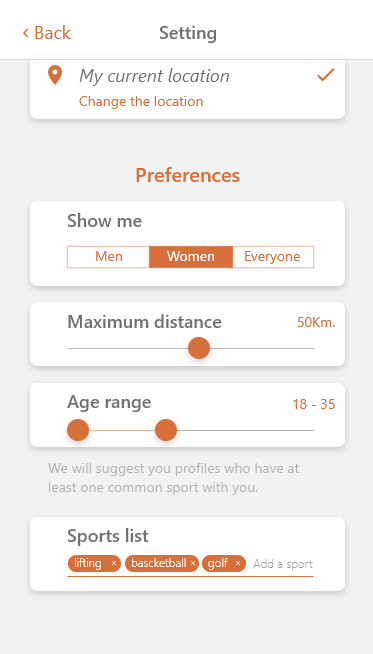 Back Setting
My current location
Change the location
Preferences
Show me
Men Women Everyone
Maximum distance 50Km.
Age range 18 - 35
We will suggest you profiles who have at
least one common sport with you.
Sports list
lifting × bascketball × golf × Add a sport